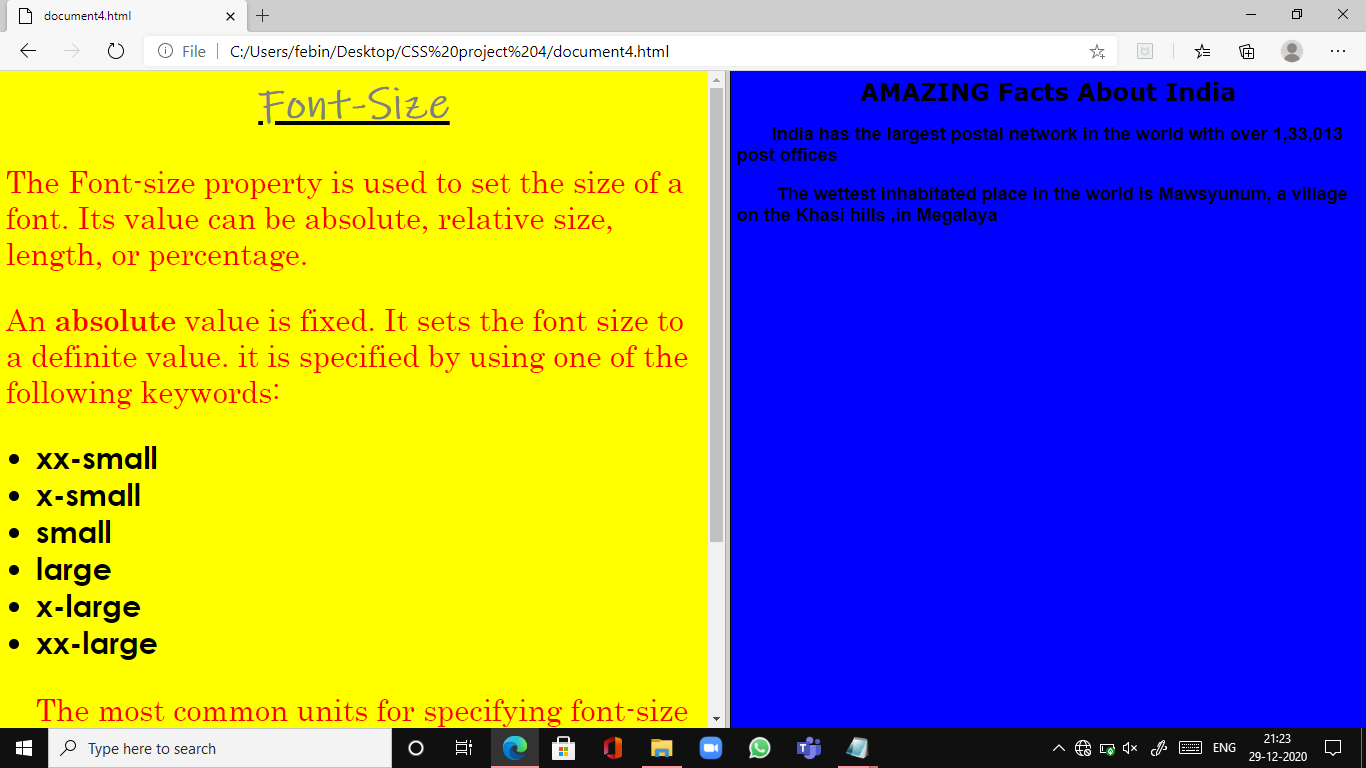 document4.html
File
C:/Users/febin/Desktop/CSS%20project%204/document4.html
Font-Size
The Font-size property is used to set the size of a
font. Its value can be absolute, relative size,
length, or percentage.
An absolute value is fixed. It sets the font size to
a definite value. it is specified by using one of the
following keywords:
xx-small
x-small
small
large
x-large
xx-large
The most common units for specifying font-size
AMAZING Facts About India
India has the largest postal network in the world with over 1,33,013
post offices
The wettest inhabitated place in the world is Mawsyunum, a village
on the Khasi hills ,in Megalaya
Type here to search
ENG
21:23
29-12-2020